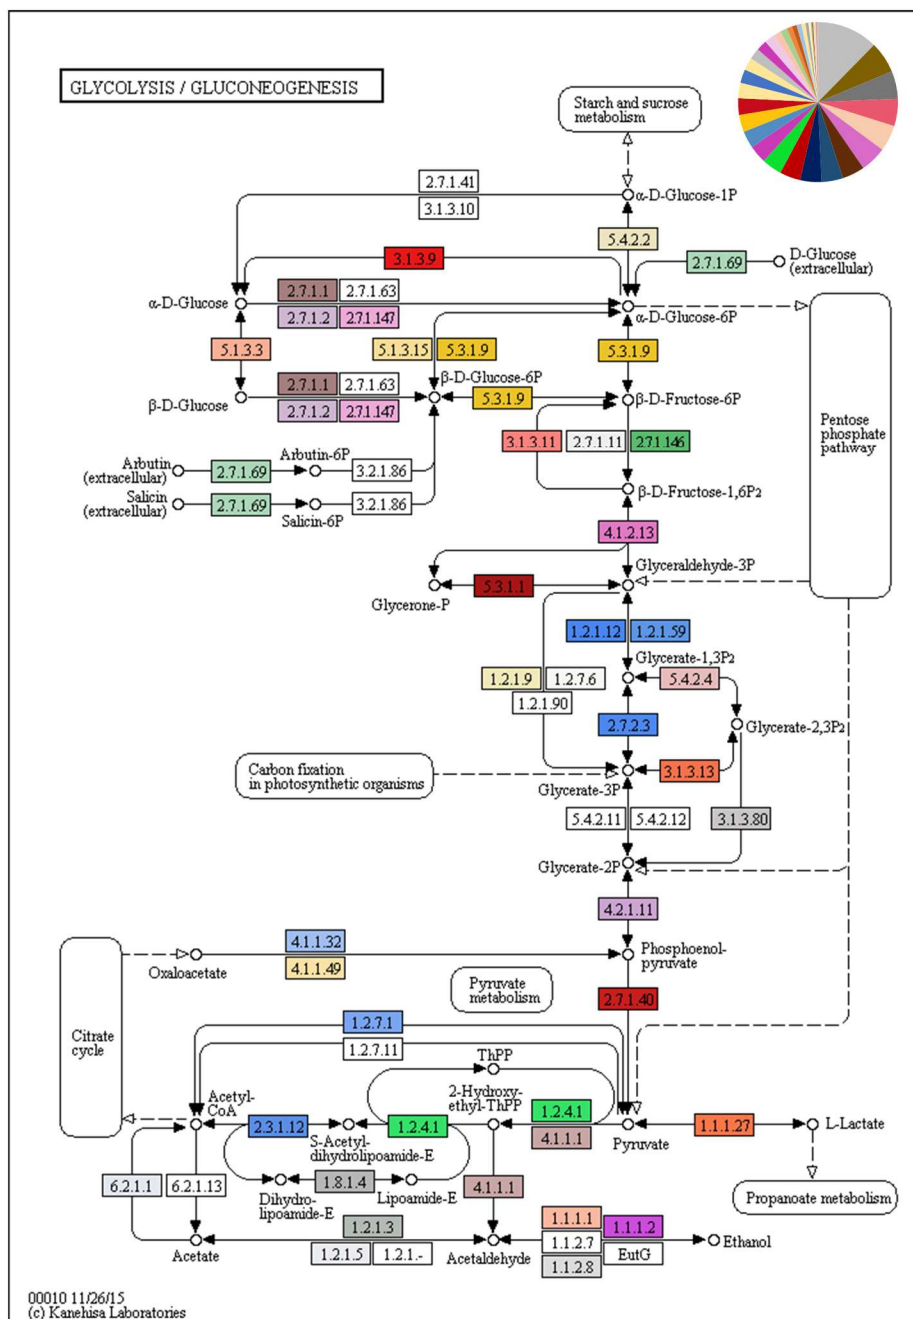 GLYCOLYSIS / GLUCONEOGENESIS
Starch and sucrose
metabolism
2.7.1.41
3.1.3.10
α-D-Glucose-1P
5.4.2.2
3.1.3.9
2.7.1.69
D-Glucose
(extracellular)
2.7.1.1
2.7.1.63
α-D-Glucose
2.7.1.2
2.7.1.147
α-D-Glucose-6P
5.1.3.3
5.1.3.15
5.3.1.9
5.3.1.9
2.7.1.1
2.7.1.63
β-D-Glucose-6P
β-D-Glucose
2.7.1.2
2.7.1.147
5.3.1.9
β-D-Fructose-6P
Pentose
phosphate
pathway
3.1.3.11
2.7.1.11
2.7.1.146
Arbutin
(extracellular)
2.7.1.69
Arbutin-6P
3.2.1.86
Salicin
(extracellular)
2.7.1.69
Salicin-6P
3.2.1.86
β-D-Fructose-1,6P2
4.1.2.13
Glyceraldehyde-3P
Glycerone-P
5.3.1.1
1.2.1.12
1.2.1.59
Glycerate-1,3P2
1.2.1.9
1.2.7.6
1.2.1.90
5.4.2.4
2.7.2.3
Glycerate-2,3P2
Carbon fixation
in photosynthetic organisms
Glycerate-3P
3.1.3.13
5.4.2.11
5.4.2.12
3.1.3.80
Glycerate-2P
4.2.1.11
4.1.1.32
Oxaloacetate
4.1.1.49
Phosphoenol-
pyruvate
Pyruvate
metabolism
2.7.1.40
Citrate
cycle
1.2.7.1
1.2.7.11
ThPP
Acetyl-
CoA
2-Hydroxy-
ethyl-ThPP
1.2.4.1
2.3.1.12
S-Acetyl-
dihydrolipoamide-E
1.2.4.1
4.1.1.1
Pyruvate
1.1.1.27
L-Lactate
6.2.1.1
6.2.1.13
1.8.1.4
Dihydro-
lipoamide-E
Lipoamide-E
4.1.1.1
Propanoate metabolism
1.2.1.3
1.1.1.1
1.1.1.2
Acetate
1.2.1.5
1.2.1.-
Acetaldehyde
1.1.2.7
EutG
Ethanol
1.1.2.8
00010 11/26/15
(c) Kanehisa Laboratories